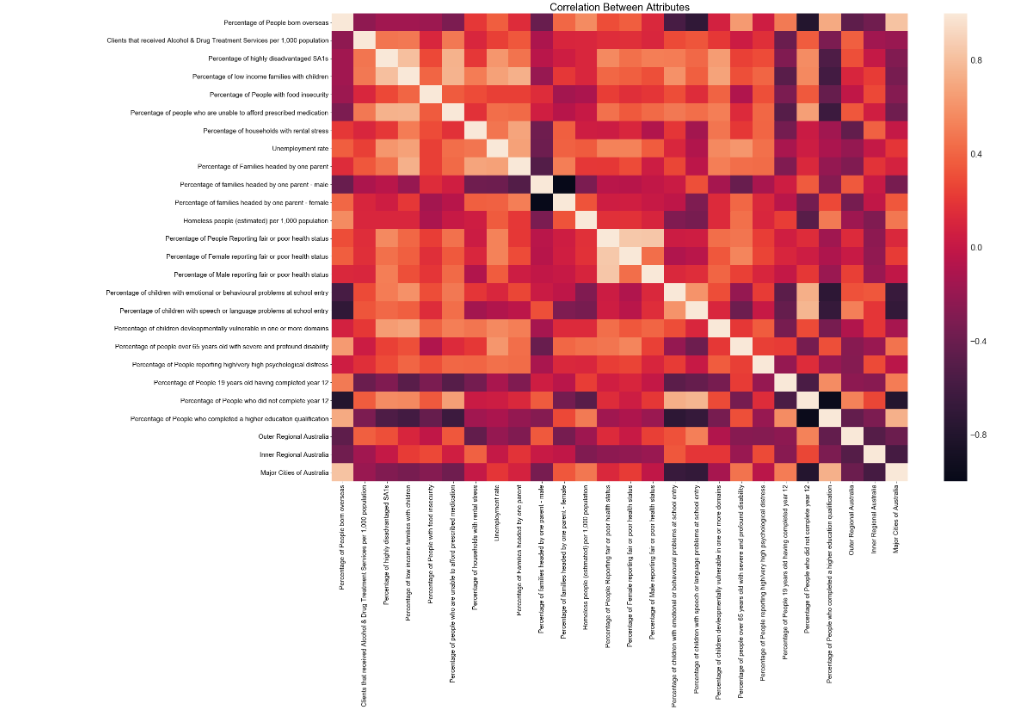 Correlation Between Attributes
Percentage of People born overseas
Clients that received Alcohol & Drug Treatment Services per 1,000 population
Percentage of highly disadvantaged SA1s
Percentage of low income families with children
Percentage of People with food insecurity
Percentage of people who are unable to afford prescribed medication
Percentage of households with rental stress
Unemployment rate
Percentage of Families headed by one parent
Percentage of families headed by one parent - male
Percentage of families headed by one parent - female
Homeless people (estimated) per 1,000 population
Percentage of People Reporting fair or poor health status
Percentage of Female reporting fair or poor health status
Percentage of Male reporting fair or poor health status
Percentage of children with emotional or behavioural problems at school entry
Percentage of children with speech or language problems at school entry
Percentage of children devleopmentally vulnerable in one or more domains
Percentage of people over 65 years old with severe and profound disability
Percentage of People reporting high/very high psychological distress
Percentage of People 19 years old having completed year 12
Percentage of People who did not complete year 12
Percentage of People who completed a higher education qualification
Outer Regional Australia
Inner Regional Australia
Major Cities of Australia
0.8
0.4
0.0
−0.4
−0.8
Percentage of People born overseas
Clients that received Alcohol & Drug Treatment Services per 1,000 population
Percentage of highly disadvantaged SA1s
Percentage of low income families with children
Percentage of People with food insecurity
Percentage of people who are unable to afford prescribed medication
Percentage of households with rental stress
Unemployment rate
Percentage of Families headed by one parent
Percentage of families headed by one parent - male
Percentage of families headed by one parent - female
Homeless people (estimated) per 1,000 population
Percentage of People Reporting fair or poor health status
Percentage of Female reporting fair or poor health status
Percentage of Male reporting fair or poor health status
Percentage of children with emotional or behavioural problems at school entry
Percentage of children with speech or language problems at school entry
Percentage of children devleopmentally vulnerable in one or more domains
Percentage of people over 65 years old with severe and profound disability
Percentage of People reporting high/very high psychological distress
Percentage of People 19 years old having completed year 12
Percentage of People who did not complete year 12
Percentage of People who completed a higher education qualification
Outer Regional Australia
Inner Regional Australia
Major Cities of Australia